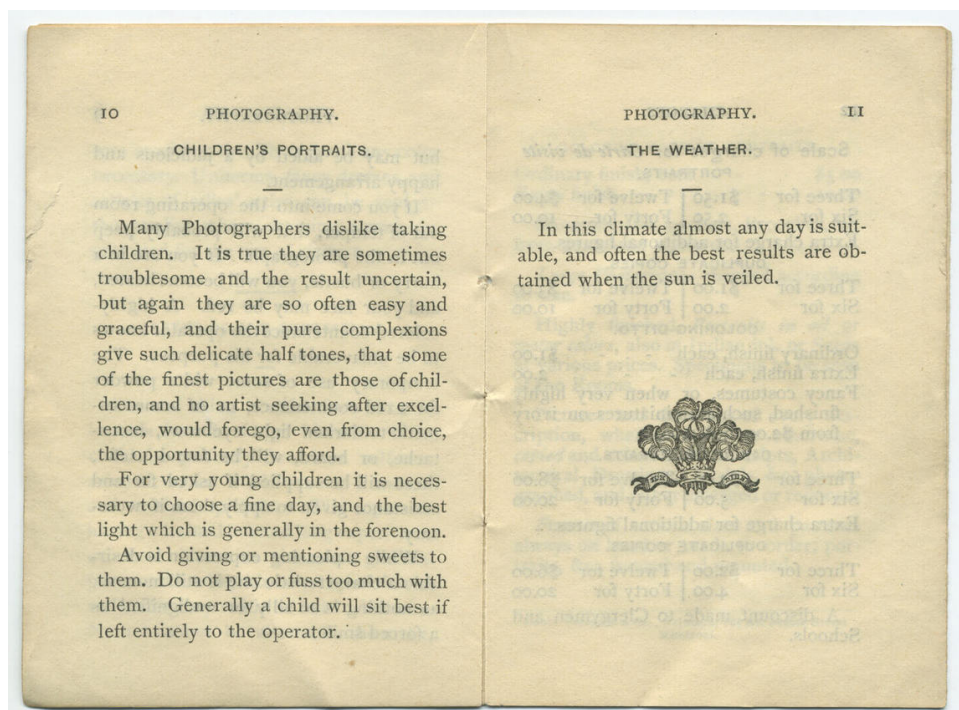 10 PHOTOGRAPHY.
CHILDREN'S PORTRAITS.
Many Photographers dislike taking
children. It is true they are sometimes
troublesome and the result uncertain,
but again they are so often easy and
graceful, and their pure complexions
give such delicate half tones, that some
of the finest pictures are those of chil-
dren, and no artist seeking after excel-
lence, would forego, even from choice,
the opportunity they afford.
For very young children it is neces-
sary to choose a fine day, and the best
light which is generally in the forenoon.
Avoid giving or mentioning sweets to
them. Do not play or fuss too much with
them. Generally a child will sit best if
left entirely to the operator.
PHOTOGRAPHY. 11
THE WEATHER.
In this climate almost any day is suit-
able, and often the best results are ob-
tained when the sun is veiled.